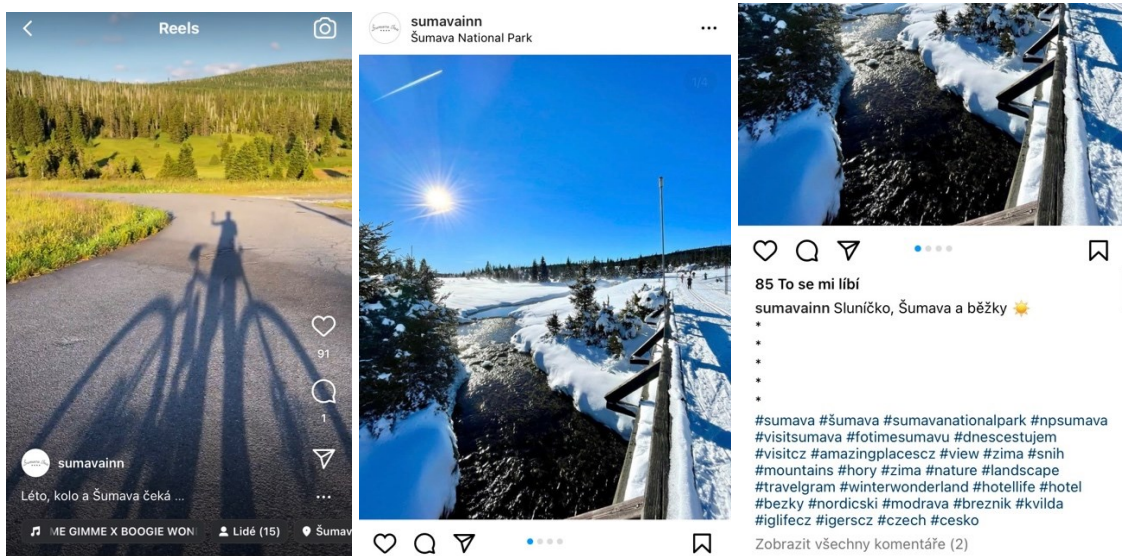 Reels
91
1
sumavainn
Léto, kolo a Šumava čeká ...
ME GIMME X BOOGIE WON
Lidé (15)
Šumav
sumavainn
Šumava National Park
1/4
85 To se mi líbí
sumavainn Sluníčko, Šumava a běžky ☀️
*
*
*
*
*
#sumava #šumava #sumavanationalpark #npsumava
#visitsumava #fotimesumavu #dnescestujem
#visitcz #amazingplacescz #view #zima #snih
#mountains #hory #zima #nature #landscape
#travelgram #winterwonderland #hotellife #hotel
#bezky #nordicski #modrava #breznik #kvilda
#iglifecz #igerscz #czech #cesko
Zobrazit všechny komentáře (2)